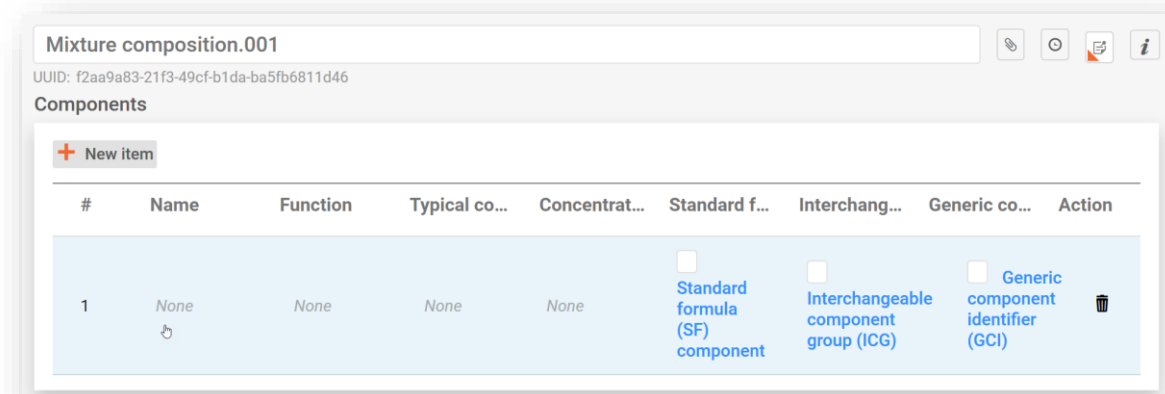 Mixture composition.001
UUID: f2aa9a83-21f3-49cf-b1da-ba5fb6811d46
Components
New item
# Name Function Typical co... Concentrat... Standard f... Interchang... Generic co... Action
1 None None None None
Standard
formula
(SF)
component
Interchangeable
component
group (ICG)
Generic
component
identifier
(GCI)